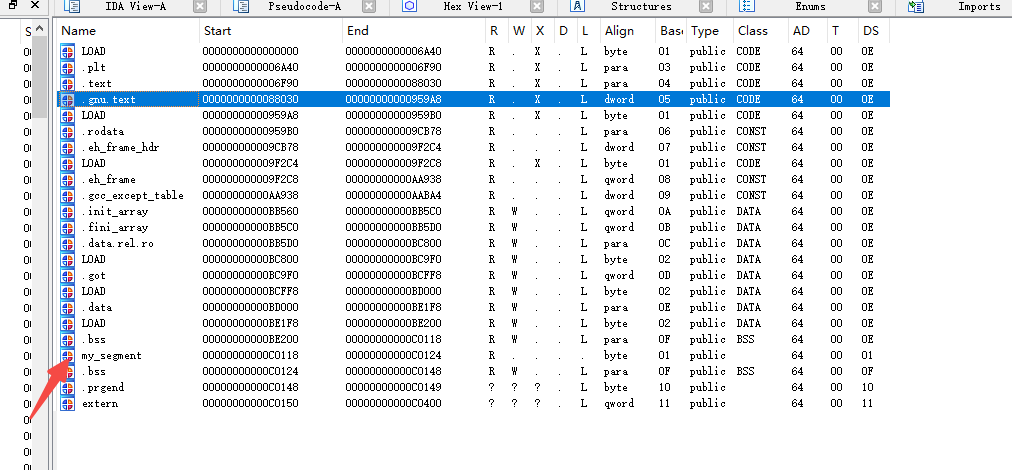 IDA View-A Pseudocode-A Hex View-1 Structures Enums Imports
Name Start End R W X D L Align Base Type Class AD T DS
LOAD 0000000000000000 0000000000006A40 R . X . L byte 01 public CODE 64 00 0E
.plt 0000000000006A40 0000000000006F90 R . X . L para 03 public CODE 64 00 0E
.text 0000000000006F90 0000000000088030 R . X . L para 04 public CODE 64 00 0E
.gnu.text 0000000000088030 00000000000959A8 R . X . L dword 05 public CODE 64 00 0E
LOAD 00000000000959A8 00000000000959B0 R . X . L byte 01 public CODE 64 00 0E
.rodata 00000000000959B0 000000000009CB78 R . . . L para 06 public CONST 64 00 0E
.eh_frame_hdr 000000000009CB78 000000000009F2C4 R . . . L dword 07 public CONST 64 00 0E
LOAD 000000000009F2C4 000000000009F2C8 R . X . L byte 01 public CODE 64 00 0E
.eh_frame 000000000009F2C8 00000000000AA938 R . . . L qword 08 public CONST 64 00 0E
.gcc_except_table 00000000000AA938 00000000000AABA4 R . . . L dword 09 public CONST 64 00 0E
.init_array 00000000000BB560 00000000000BB5C0 R W . . L qword 0A public DATA 64 00 0E
.fini_array 00000000000BB5C0 00000000000BB5D0 R W . . L qword 0B public DATA 64 00 0E
.data.rel.ro 00000000000BB5D0 00000000000BC800 R W . . L para 0C public DATA 64 00 0E
LOAD 00000000000BC800 00000000000BC9F0 R W . . L byte 02 public DATA 64 00 0E
.got 00000000000BC9F0 00000000000BCFF8 R W . . L qword 0D public DATA 64 00 0E
LOAD 00000000000BCFF8 00000000000BD000 R W . . L byte 02 public DATA 64 00 0E
.data 00000000000BD000 00000000000BE1F8 R W . . L para 0E public DATA 64 00 0E
LOAD 00000000000BE1F8 00000000000BE200 R W . . L byte 02 public DATA 64 00 0E
.bss 00000000000BE200 00000000000C0118 R W . . L para 0F public BSS 64 00 0E
my_segment 00000000000C0118 00000000000C0124 R . . . . byte 01 public 64 00 01
.bss 00000000000C0124 00000000000C0148 R W . . L para 0F public BSS 64 00 0F
.prgend 00000000000C0148 00000000000C0149 ? ? ? . L byte 10 public 64 00 10
extern 00000000000C0150 00000000000C0400 ? ? ? . L qword 11 public 64 00 11